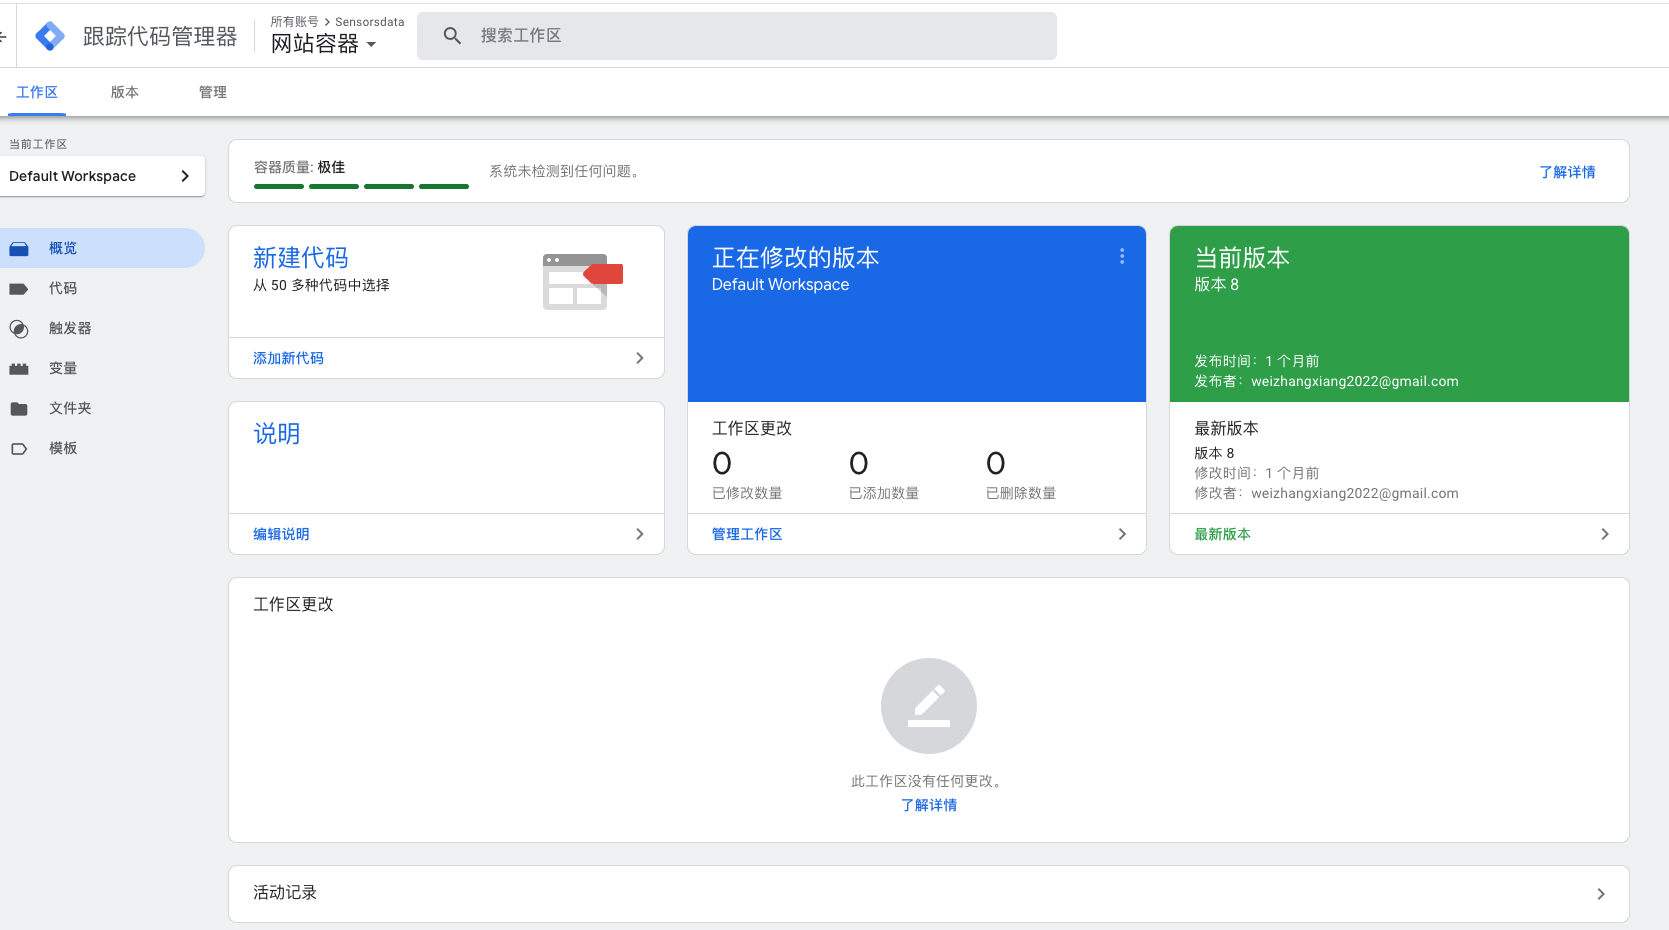 跟踪代码管理器
所有账号 > Sensorsdata
网站容器
搜索工作区
工作区
版本
管理
当前工作区
Default Workspace
概览
代码
触发器
变量
文件夹
模板
容器质量: 极佳
系统未检测到任何问题。
了解详情
新建代码
从 50 多种代码中选择
添加新代码
说明
编辑说明
正在修改的版本
Default Workspace
工作区更改
0 0 0
已修改数量 已添加数量 已删除数量
管理工作区
当前版本
版本 8
发布时间：1 个月前
发布者：weizhangxiang2022@gmail.com
最新版本
版本 8
修改时间：1 个月前
修改者：weizhangxiang2022@gmail.com
最新版本
工作区更改
此工作区没有任何更改。
了解详情
活动记录